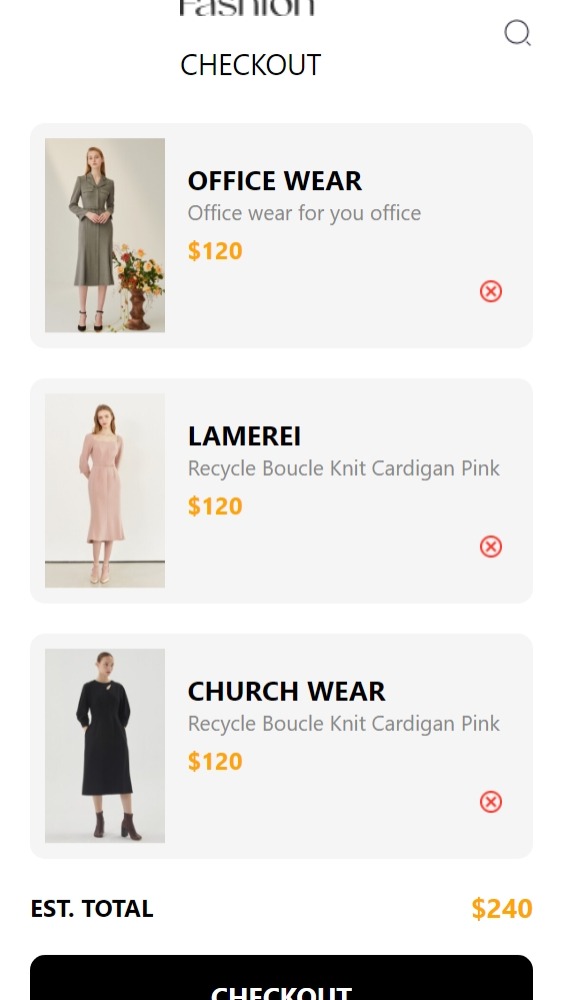 Fashion
CHECKOUT
OFFICE WEAR
Office wear for you office
$120
LAMEREI
Recycle Boucle Knit Cardigan Pink
$120
CHURCH WEAR
Recycle Boucle Knit Cardigan Pink
$120
EST. TOTAL $240
CHECKOUT